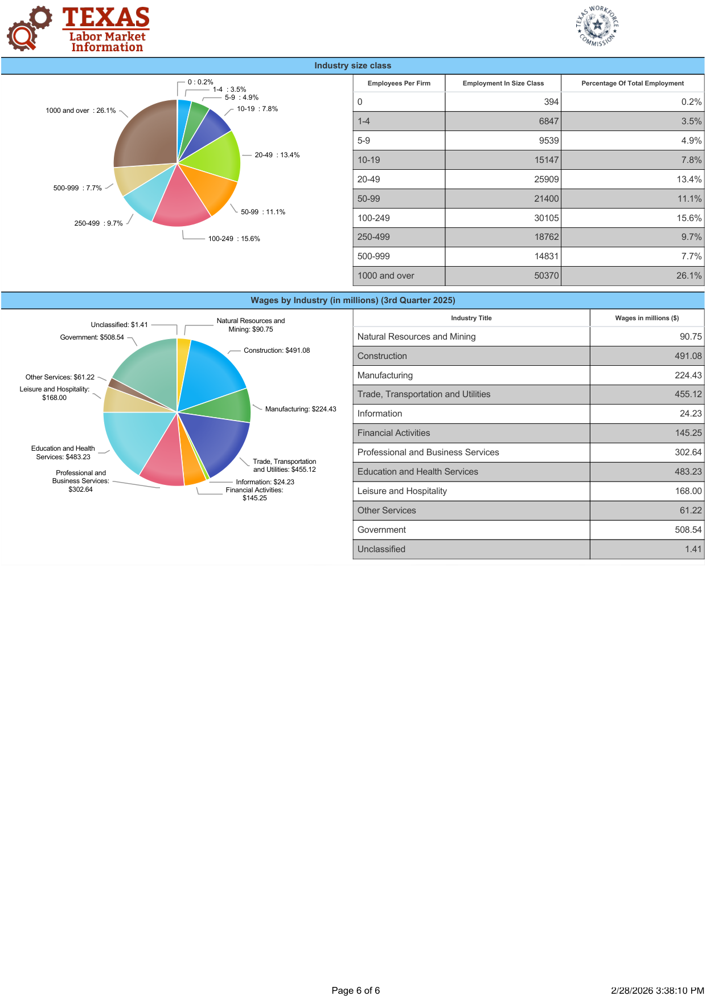 TEXAS
Labor Market
Information
TEXAS WORKFORCE
COMMISSION
Industry size class
0 : 0.2%
1-4 : 3.5%
5-9 : 4.9%
10-19 : 7.8%
1000 and over : 26.1%
20-49 : 13.4%
500-999 : 7.7%
50-99 : 11.1%
250-499 : 9.7%
100-249 : 15.6%
Employees Per Firm Employment In Size Class Percentage Of Total Employment
0 394 0.2%
1-4 6847 3.5%
5-9 9539 4.9%
10-19 15147 7.8%
20-49 25909 13.4%
50-99 21400 11.1%
100-249 30105 15.6%
250-499 18762 9.7%
500-999 14831 7.7%
1000 and over 50370 26.1%
Wages by Industry (in millions) (3rd Quarter 2025)
Unclassified: $1.41
Natural Resources and
Mining: $90.75
Government: $508.54
Construction: $491.08
Other Services: $61.22
Leisure and Hospitality:
$168.00
Manufacturing: $224.43
Education and Health
Services: $483.23
Trade, Transportation
and Utilities: $455.12
Professional and
Business Services:
$302.64
Information: $24.23
Financial Activities:
$145.25
Industry Title Wages in millions ($)
Natural Resources and Mining 90.75
Construction 491.08
Manufacturing 224.43
Trade, Transportation and Utilities 455.12
Information 24.23
Financial Activities 145.25
Professional and Business Services 302.64
Education and Health Services 483.23
Leisure and Hospitality 168.00
Other Services 61.22
Government 508.54
Unclassified 1.41
Page 6 of 6
2/28/2026 3:38:10 PM